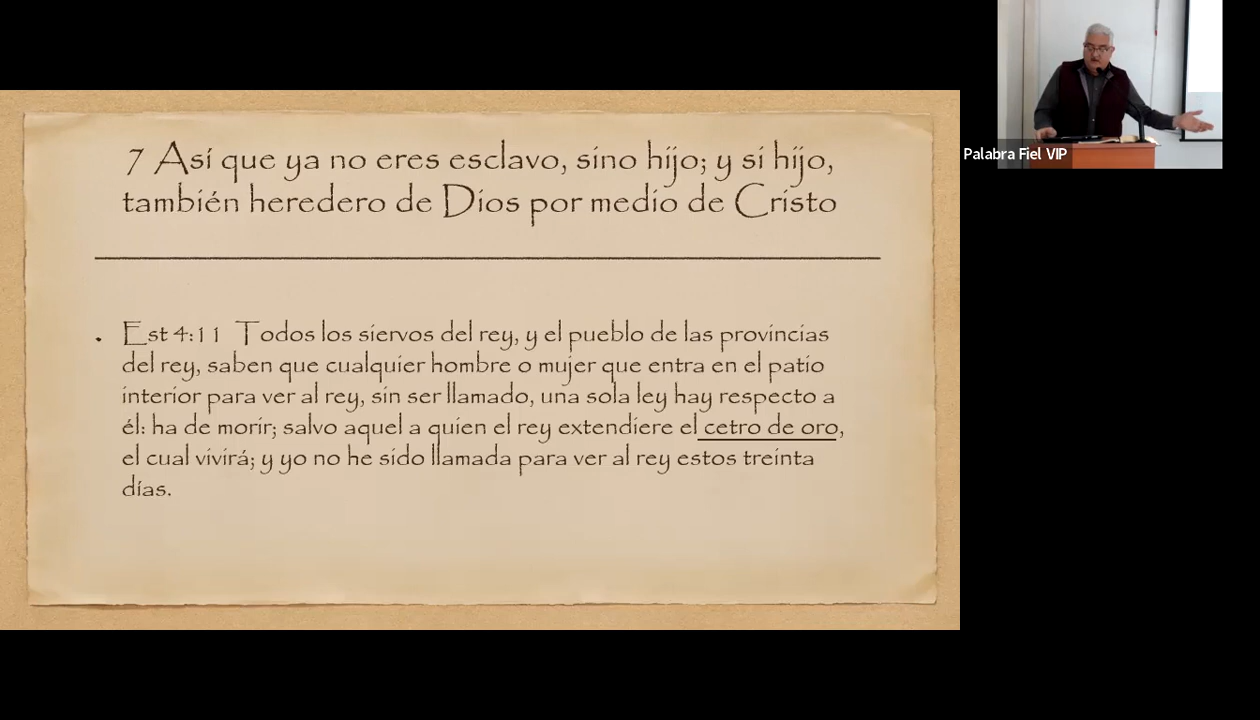 7 Así que ya no eres esclavo, sino hijo; y si hijo,
también heredero de Dios por medio de Cristo
. Est 4:11 Todos los siervos del rey, y el pueblo de las provincias
del rey, saben que cualquier hombre o mujer que entra en el patio
interior para ver al rey, sin ser llamado, una sola ley hay respecto a
él: ha de morir; salvo aquel a quien el rey extendiere el cetro de oro,
el cual vivirá; y yo no he sido llamada para ver al rey estos treinta
días.
Palabra Fiel VIP